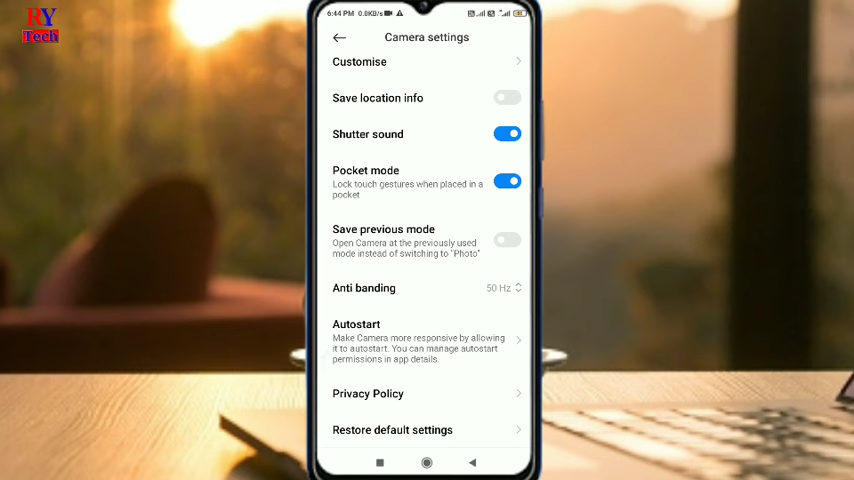 RY
Tech
6:44 PM 0.0KB/s
Camera settings
Customise
Save location info
Shutter sound
Pocket mode
Lock touch gestures when placed in a
pocket
Save previous mode
Open Camera at the previously used
mode instead of switching to "Photo"
Anti banding 50 Hz
Autostart
Make Camera more responsive by allowing
it to autostart. You can manage autostart
permissions in app details.
Privacy Policy
Restore default settings